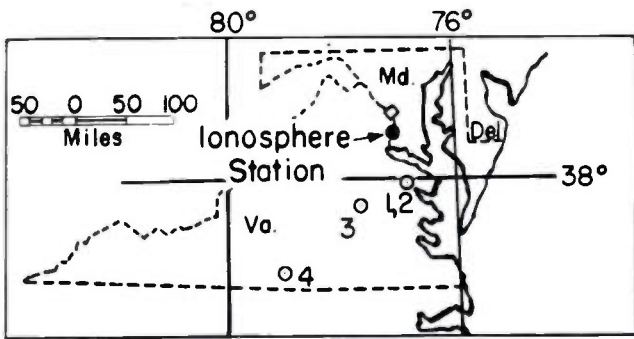 80° 76°
Md.
50 0 50 100
Miles
Del.
Ionosphere
Station
38°
1,2
3
Va.
4